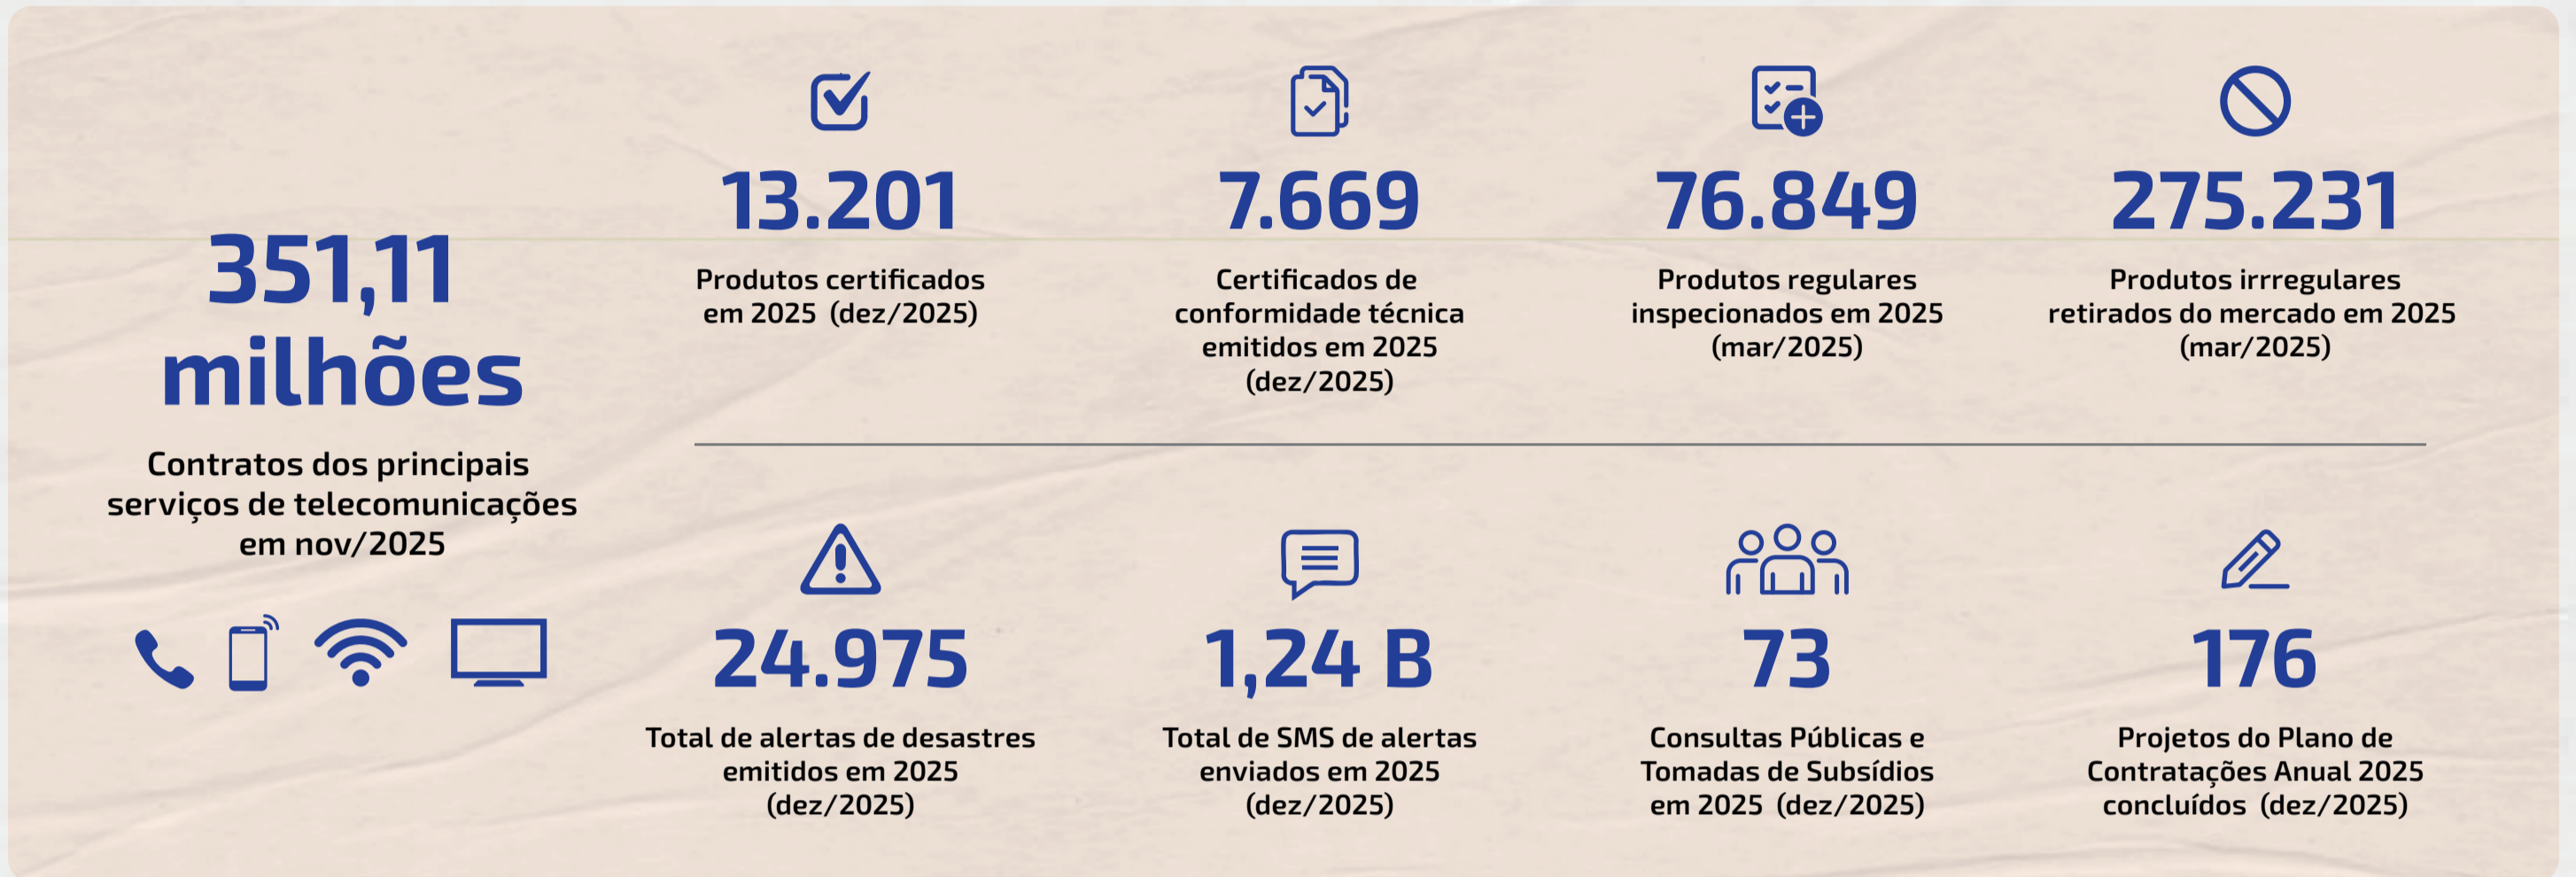 351,11
milhões
Contratos dos principais
serviços de telecomunicações
em nov/2025
13.201
Produtos certificados
em 2025 (dez/2025)
7.669
Certificados de
conformidade técnica
emitidos em 2025
(dez/2025)
76.849
Produtos regulares
inspecionados em 2025
(mar/2025)
275.231
Produtos irrregulares
retirados do mercado em 2025
(mar/2025)
24.975
Total de alertas de desastres
emitidos em 2025
(dez/2025)
1,24 B
Total de SMS de alertas
enviados em 2025
(dez/2025)
73
Consultas Públicas e
Tomadas de Subsídios
em 2025 (dez/2025)
176
Projetos do Plano de
Contratações Anual 2025
concluídos (dez/2025)